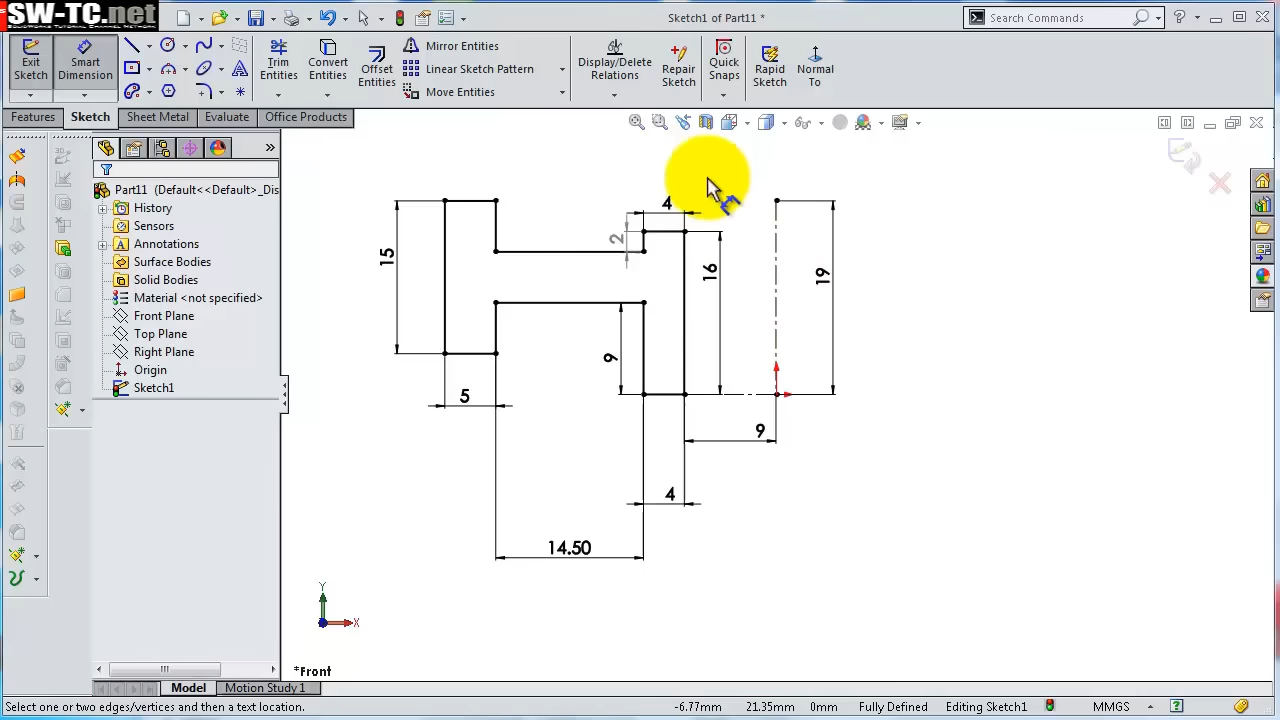 SW-TC.net
SOLIDWORKS TUTORIAL CHANNEL.NETWORK
Sketch1 of Part11 *
Search Commands
Exit Sketch
Smart Dimension
Trim Entities
Convert Entities
Offset Entities
Mirror Entities
Linear Sketch Pattern
Move Entities
Display/Delete Relations
Repair Sketch
Quick Snaps
Rapid Sketch
Normal To
Features
Sketch
Sheet Metal
Evaluate
Office Products
Part11 (Default<<Default>_Dis
History
Sensors
Annotations
Surface Bodies
Solid Bodies
Material <not specified>
Front Plane
Top Plane
Right Plane
Origin
Sketch1
4
2
15
16
19
9
5
9
4
14.50
Y
X
*Front
Model
Motion Study 1
Select one or two edges/vertices and then a text location.
-6.77mm
21.35mm
0mm
Fully Defined
Editing Sketch1
MMGS